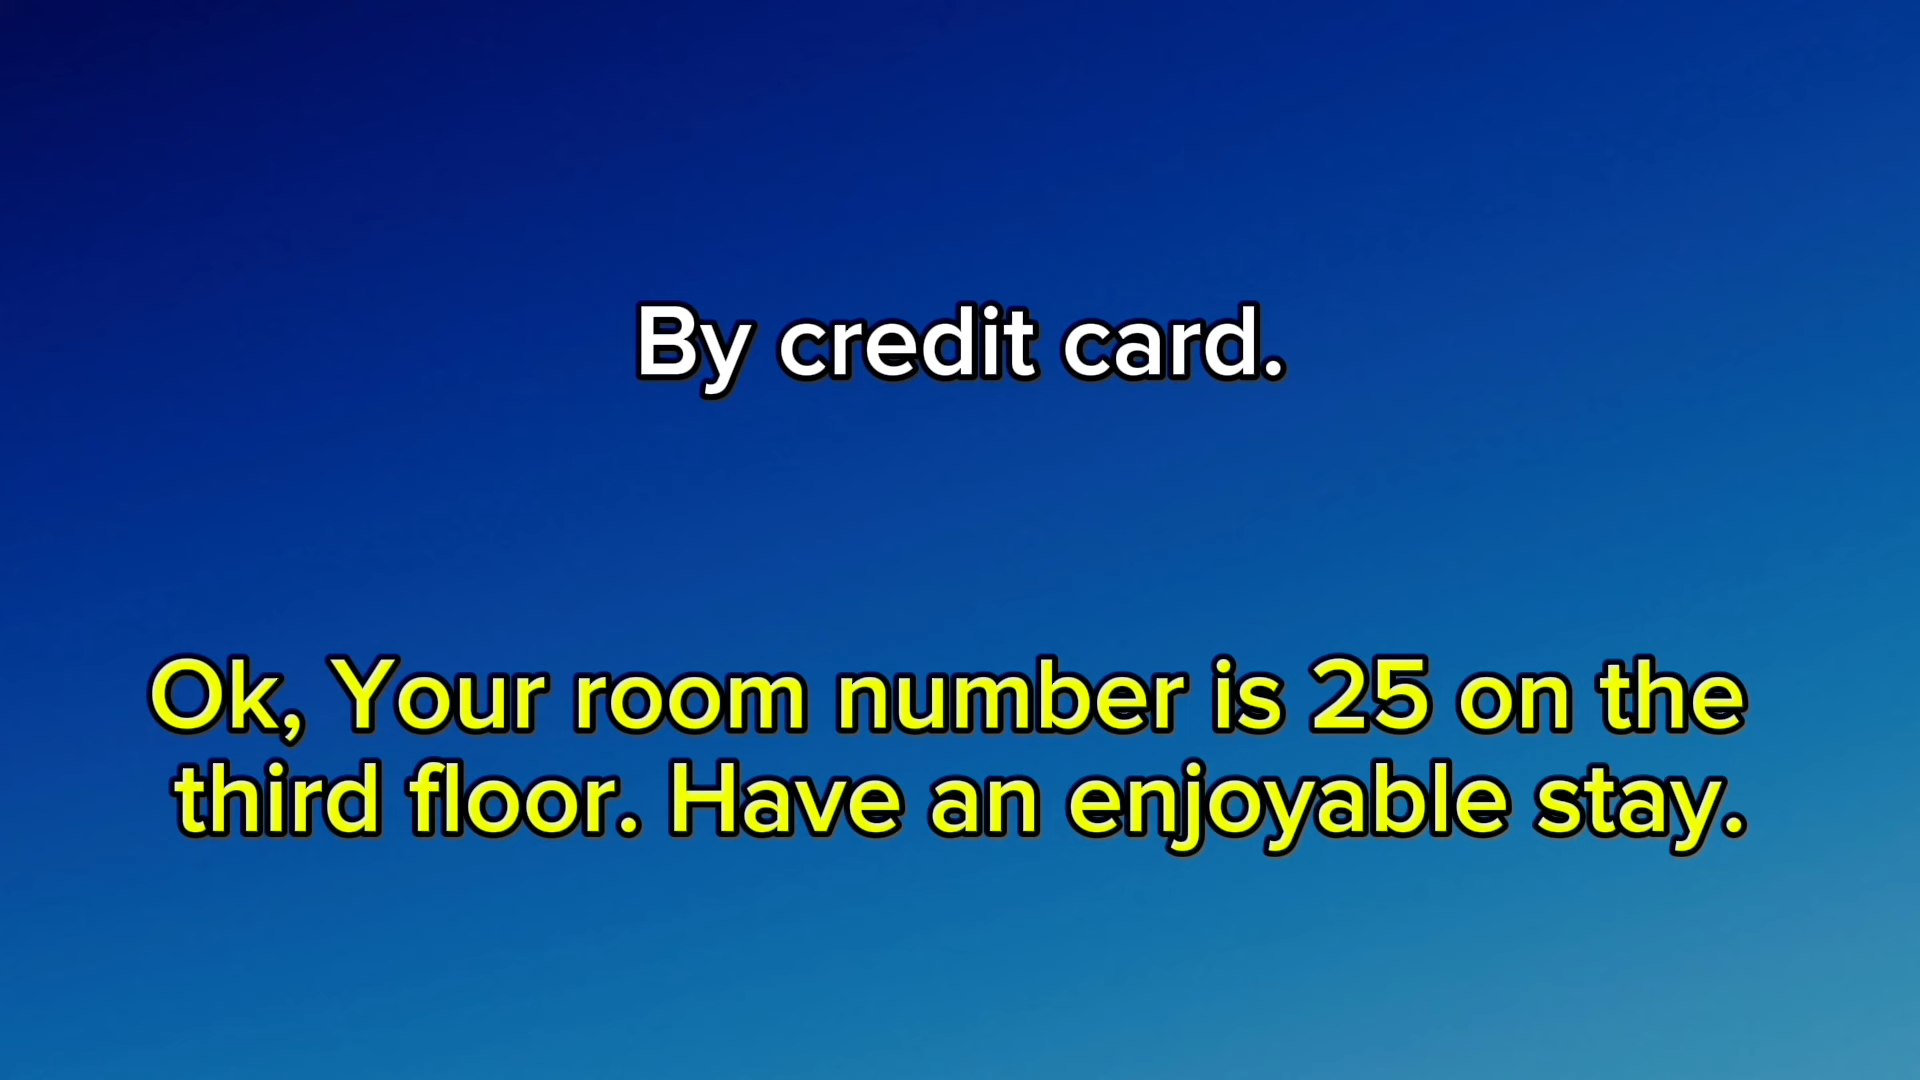 By credit card.
Ok, Your room number is 25 on the
third floor. Have an enjoyable stay.